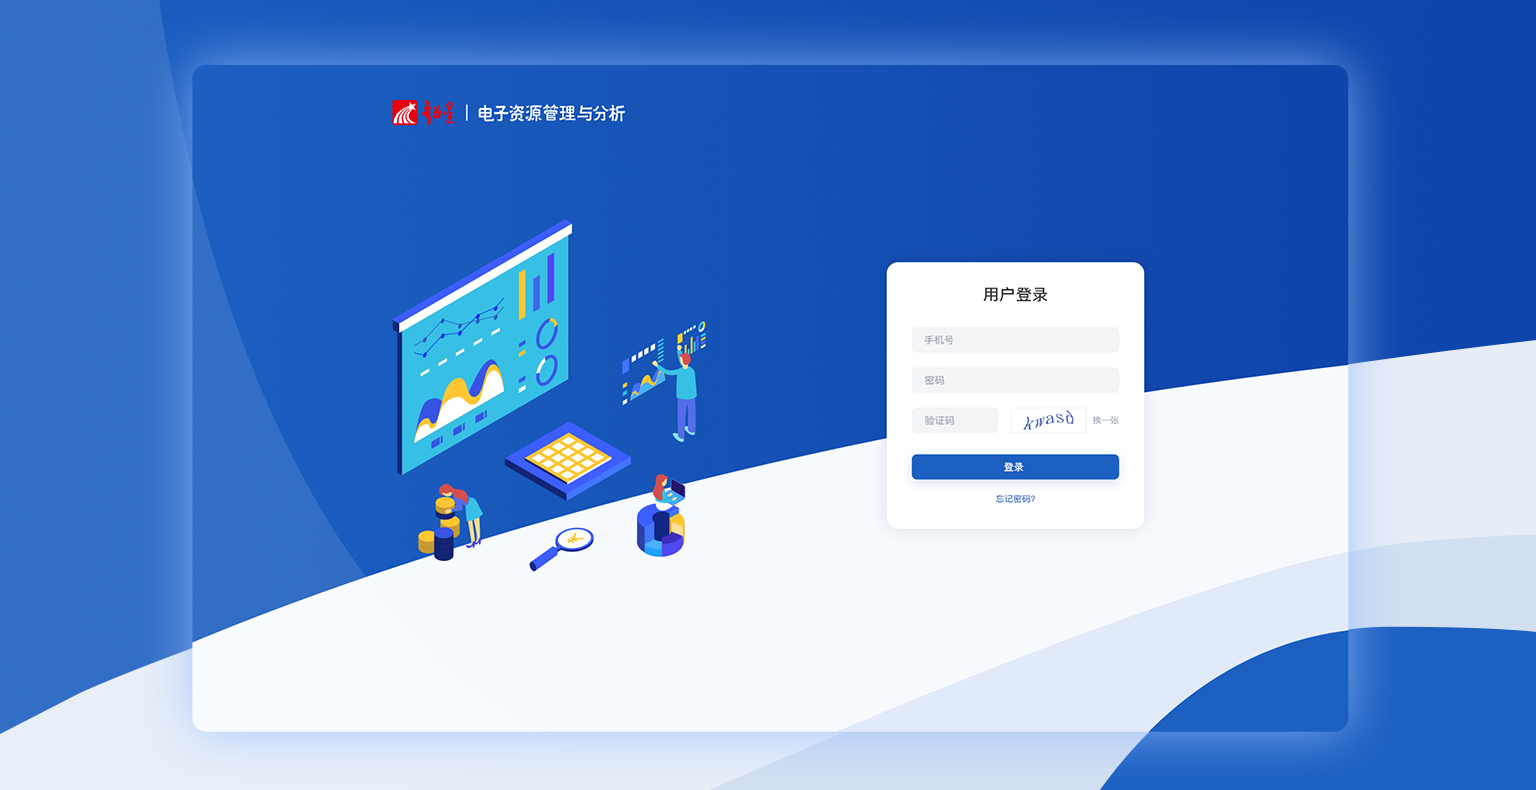 超星 | 电子资源管理与分析
用户登录
手机号
密码
验证码 kwasd 换一张
登录
忘记密码?